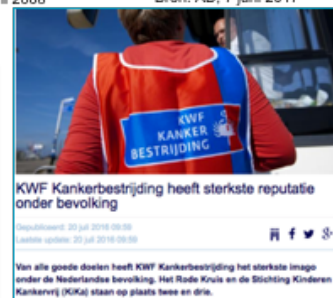 2008
Bron: AD, 1 juni 2017
KWF
KANKER
BESTRIJDING
KWF Kankerbestrijding heeft sterkste reputatie
onder bevolking
Gepubliceerd: 20 juli 2016 09:59
Laatste update: 20 juli 2016 09:59
Van alle goede doelen heeft KWF Kankerbestrijding het sterkste imago
onder de Nederlandse bevolking. Het Rode Kruis en de Stichting Kinderen
Kankervrij (KiKa) staan op plaats twee en drie.